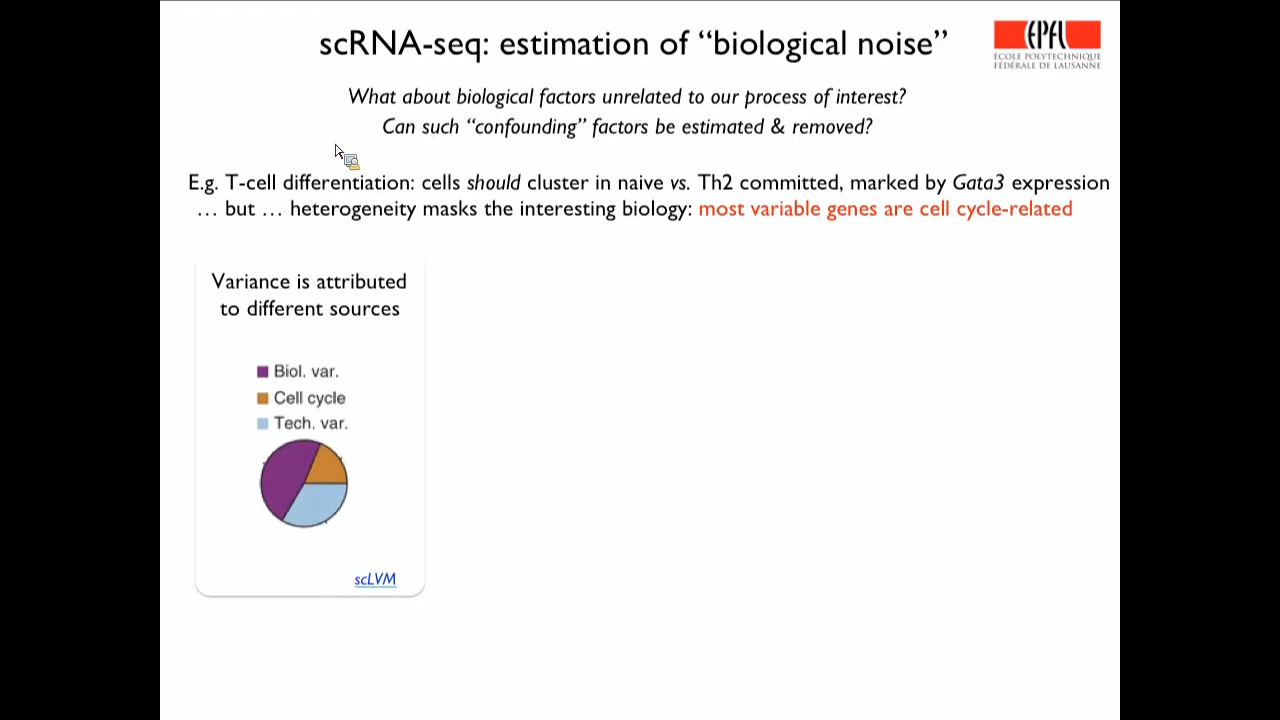 scRNA-seq: estimation of “biological noise”
EPFL
ÉCOLE POLYTECHNIQUE
FÉDÉRALE DE LAUSANNE
What about biological factors unrelated to our process of interest?
Can such “confounding” factors be estimated & removed?
E.g. T-cell differentiation: cells should cluster in naive vs. Th2 committed, marked by Gata3 expression
… but … heterogeneity masks the interesting biology: most variable genes are cell cycle-related
Variance is attributed
to different sources
Biol. var.
Cell cycle
Tech. var.
scLVM